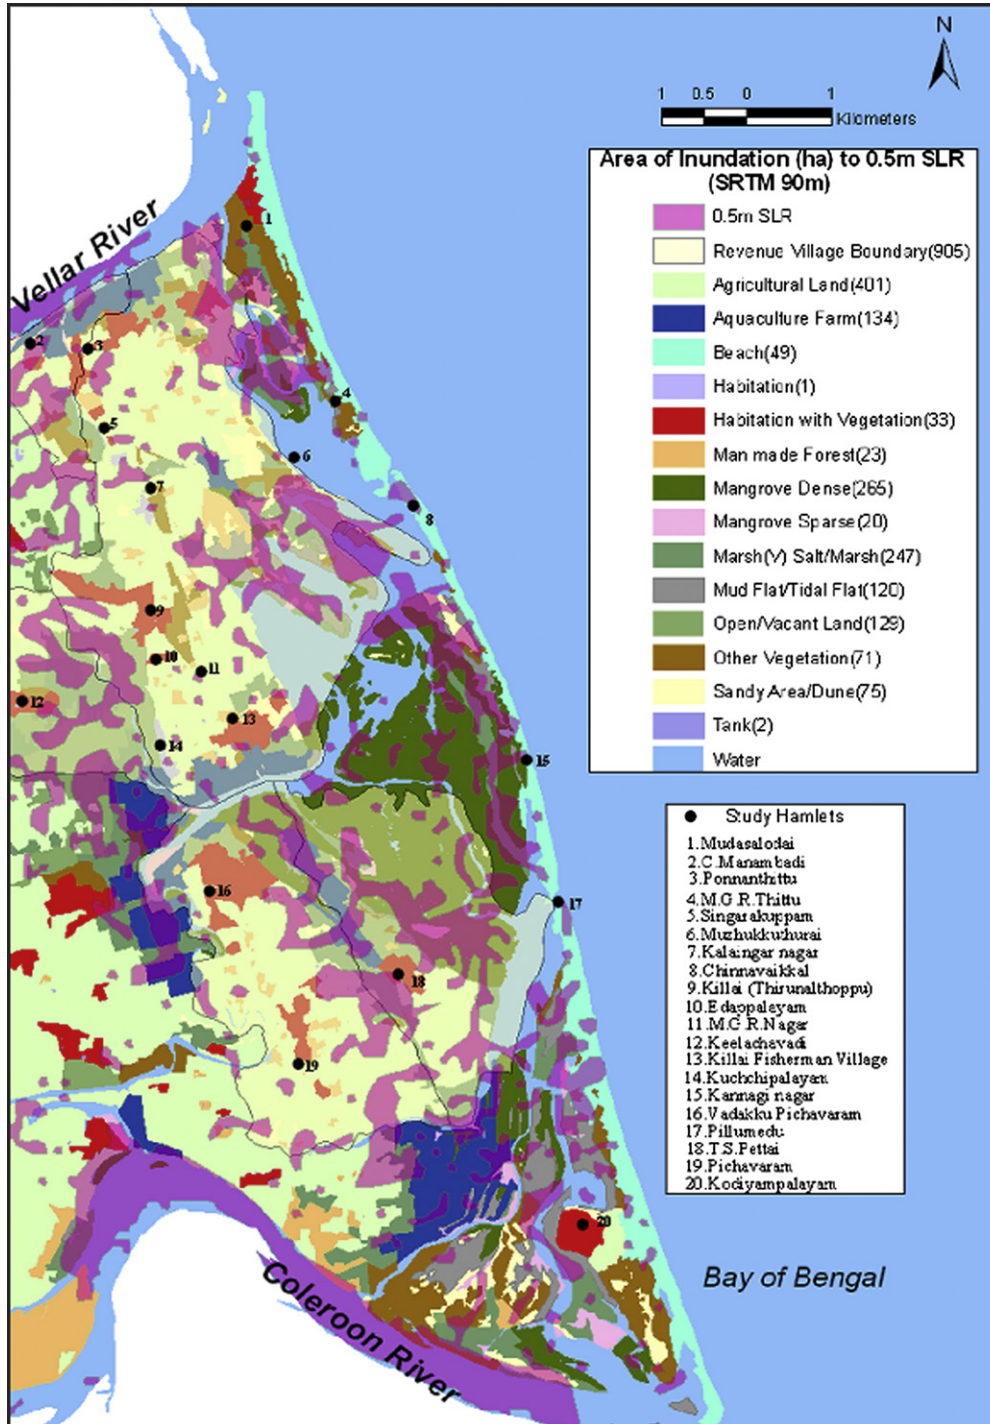 N
1 0.5 0 1
Kilometers
Area of Inundation (ha) to 0.5m SLR
(SRTM 90m)
0.5m SLR
Revenue Village Boundary(905)
Agricultural Land(401)
Aquaculture Farm(134)
Beach(49)
Habitation(1)
Habitation with Vegetation(33)
Man made Forest(23)
Mangrove Dense(265)
Mangrove Sparse(20)
Marsh(V) Salt/Marsh(247)
Mud Flat/Tidal Flat(120)
Open/Vacant Land(129)
Other Vegetation(71)
Sandy Area/Dune(75)
Tank(2)
Water
Study Hamlets
1.Mudasalodai
2.C.Manambadi
3.Ponnanthittu
4.M.G.R.Thittu
5.Singarakuppam
6.Muzhukkuthurai
7.Kalaingar nagar
8.Chinnavaikkal
9.Killai (Thirunalthoppu)
10.Edappalayam
11.M.G.R.Nagar
12.Keelachavadi
13.Killai Fisherman Village
14.Kuchchipalayam
15.Kannagi nagar
16.Vadakku Pichavaram
17.Pillumedu
18.T.S.Pettai
19.Pichavaram
20.Kodiyampalayam
Vellar River
1
2
3
4
5
6
7
8
9
10
11
12
13
14
15
16
17
18
19
20
Coleroon River
Bay of Bengal